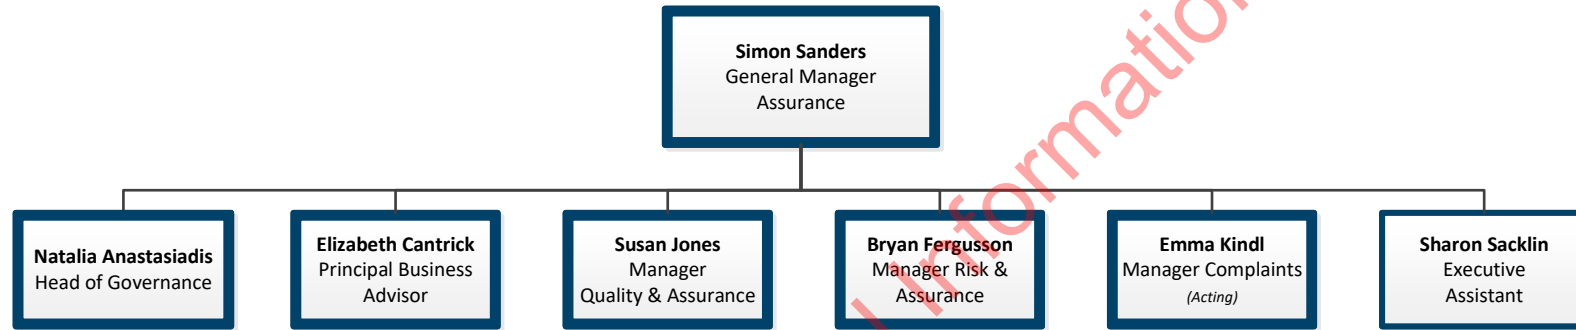 Simon Sanders
General Manager
Assurance
Natalia Anastasiadis
Head of Governance
Elizabeth Cantrick
Principal Business
Advisor
Susan Jones
Manager
Quality & Assurance
Bryan Fergusson
Manager Risk &
Assurance
Emma Kindl
Manager Complaints
(Acting)
Sharon Sacklin
Executive
Assistant
Information